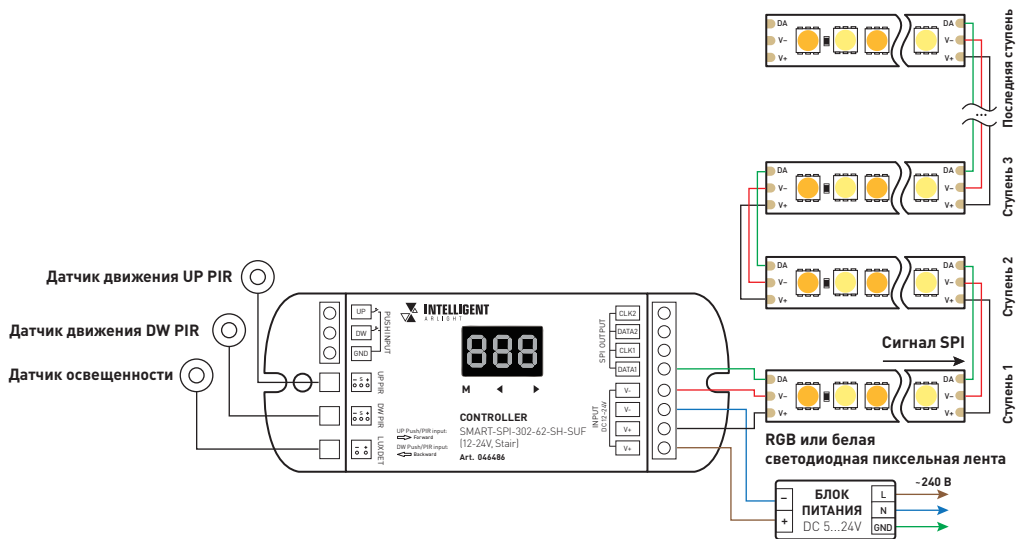 DA
V–
V+
DA
V–
V+
Последняя ступень
...
DA
V–
V+
DA
V–
V+
Ступень 3
DA
V–
V+
DA
V–
V+
Ступень 2
Сигнал SPI
DA
V–
V+
DA
V–
V+
Ступень 1
RGB или белая
светодиодная пиксельная лента
Датчик движения UP PIR
Датчик движения DW PIR
Датчик освещенности
UP
DW
GND
PUSH INPUT
- S +
UP PIR
- S +
DW PIR
- +
LUX DET
INTELLIGENT
ARLIGHT
888
M
CONTROLLER
SMART-SPI-302-62-SH-SUF
(12-24V, Stair)
Art. 046486
UP Push/PIR input:
Forward
DW Push/PIR input:
Backward
SPI OUTPUT
CLK2
DATA2
CLK1
DATA1
INPUT
DC 12-24V
V-
V-
V+
V+
–
+
БЛОК
ПИТАНИЯ
DC 5...24V
L
N
GND
~240 В